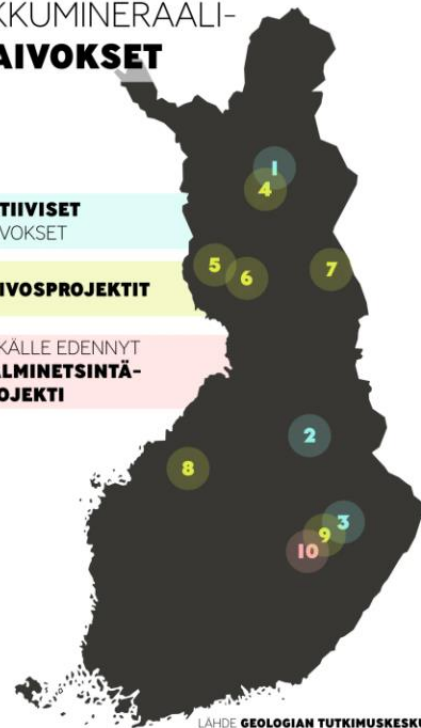 KKUMINERAALI-
AIVOKSET
1
4
TIIVISET
VOKSET
5
6
7
IVOSPROJEKTIT
KÄLLE EDENNYT
ALMINETSINTÄ-
OJEKTI
2
8
3
9
10
LÄHDE GEOLOGIAN TUTKIMUSKESKU